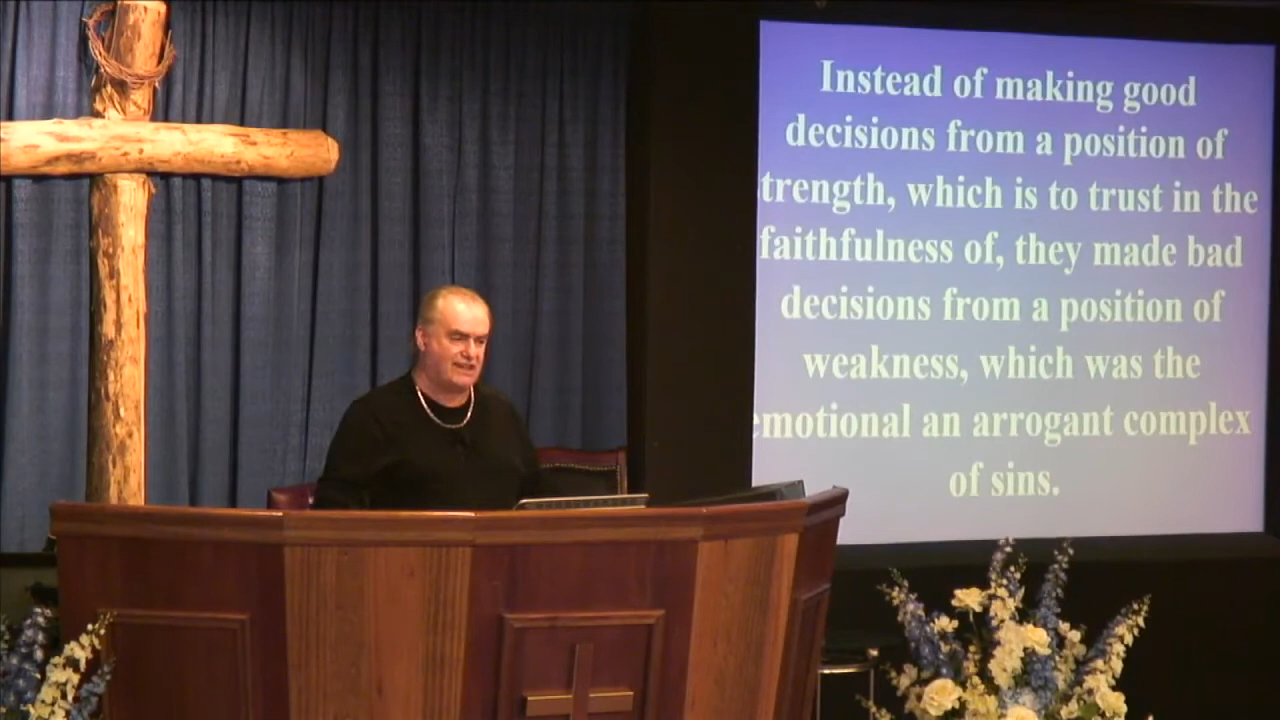 Instead of making good
decisions from a position of
trength, which is to trust in the
faithfulness of, they made bad
decisions from a position of
weakness, which was the
emotional an arrogant complex
of sins.